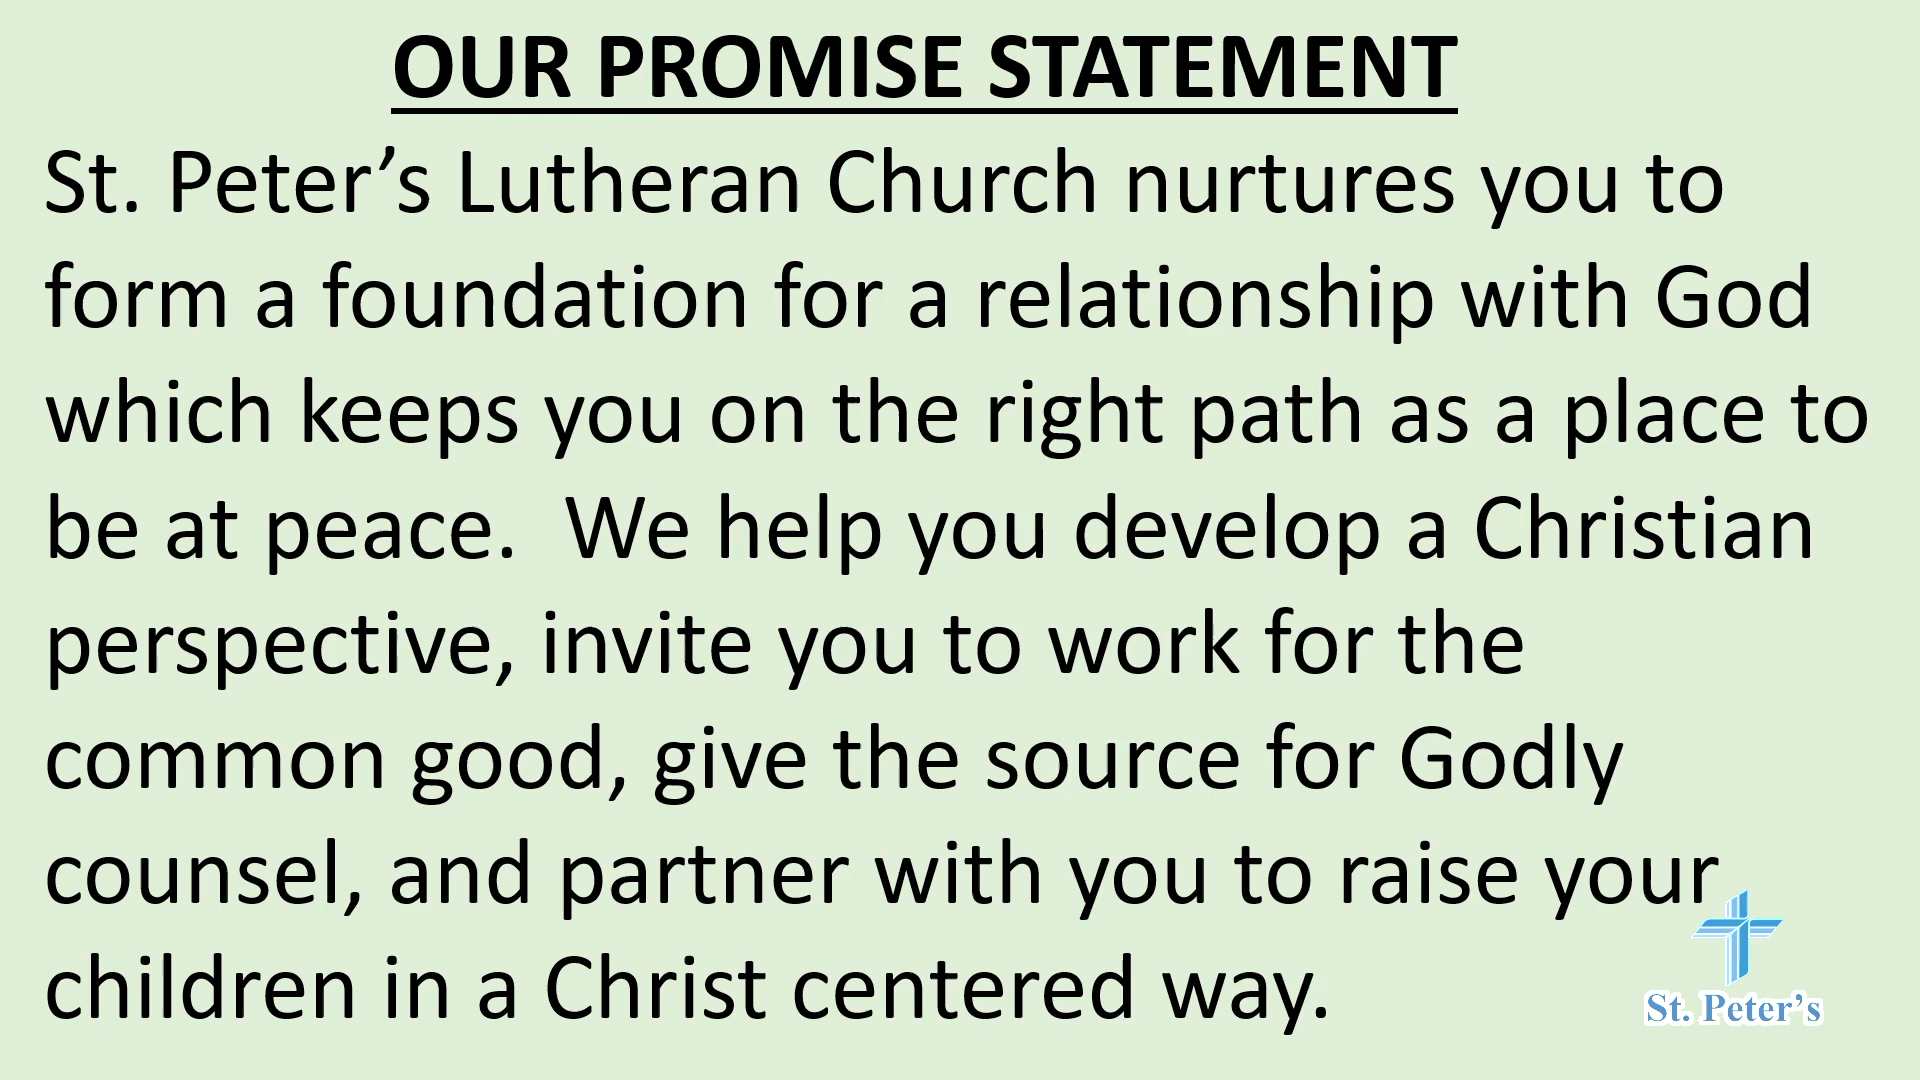 OUR PROMISE STATEMENT
St. Peter’s Lutheran Church nurtures you to
form a foundation for a relationship with God
which keeps you on the right path as a place to
be at peace.  We help you develop a Christian
perspective, invite you to work for the
common good, give the source for Godly
counsel, and partner with you to raise your
children in a Christ centered way.
St. Peter’s